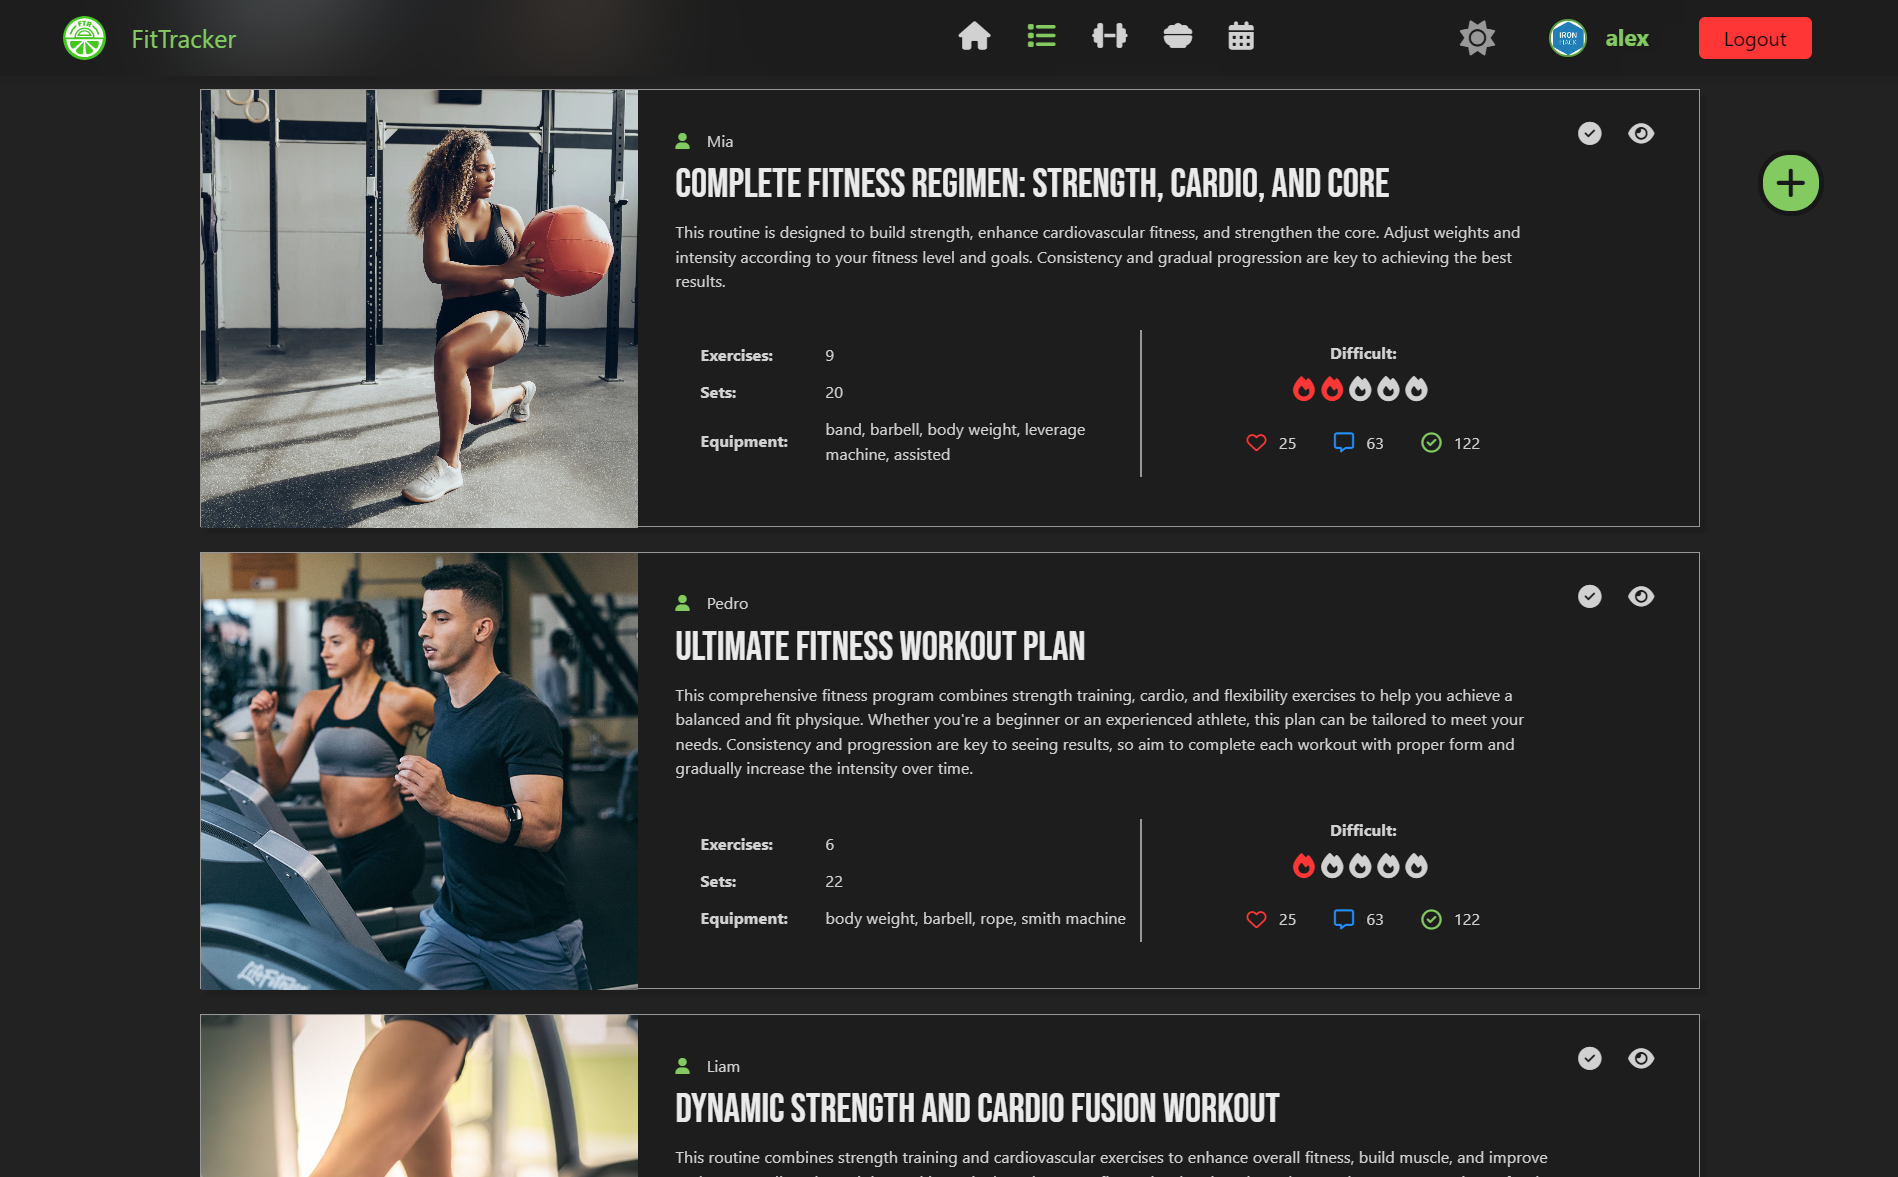 FTR
FitTracker
IRON
HACK
alex
Logout
Mia
COMPLETE FITNESS REGIMEN: STRENGTH, CARDIO, AND CORE
This routine is designed to build strength, enhance cardiovascular fitness, and strengthen the core. Adjust weights and
intensity according to your fitness level and goals. Consistency and gradual progression are key to achieving the best
results.
Exercises: 9
Sets: 20
Equipment: band, barbell, body weight, leverage
machine, assisted
Difficult:
25 63 122
Pedro
ULTIMATE FITNESS WORKOUT PLAN
This comprehensive fitness program combines strength training, cardio, and flexibility exercises to help you achieve a
balanced and fit physique. Whether you're a beginner or an experienced athlete, this plan can be tailored to meet your
needs. Consistency and progression are key to seeing results, so aim to complete each workout with proper form and
gradually increase the intensity over time.
Exercises: 6
Sets: 22
Equipment: body weight, barbell, rope, smith machine
Difficult:
25 63 122
LifeFitness
Liam
DYNAMIC STRENGTH AND CARDIO FUSION WORKOUT
This routine combines strength training and cardiovascular exercises to enhance overall fitness, build muscle, and improve